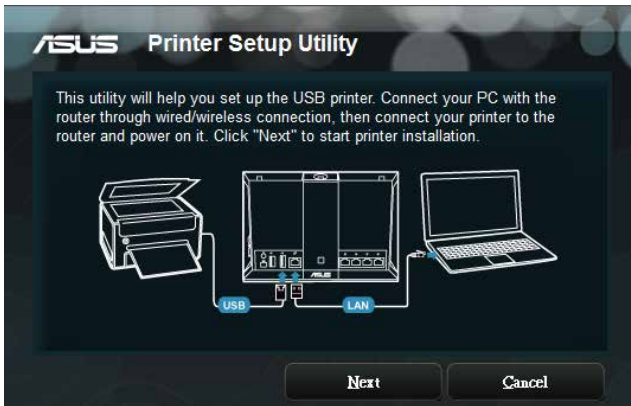 ASUS Printer Setup Utility
This utility will help you set up the USB printer. Connect your PC with the
router through wired/wireless connection, then connect your printer to the
router and power on it. Click "Next" to start printer installation.
ASUS
USB
LAN
Next
Cancel